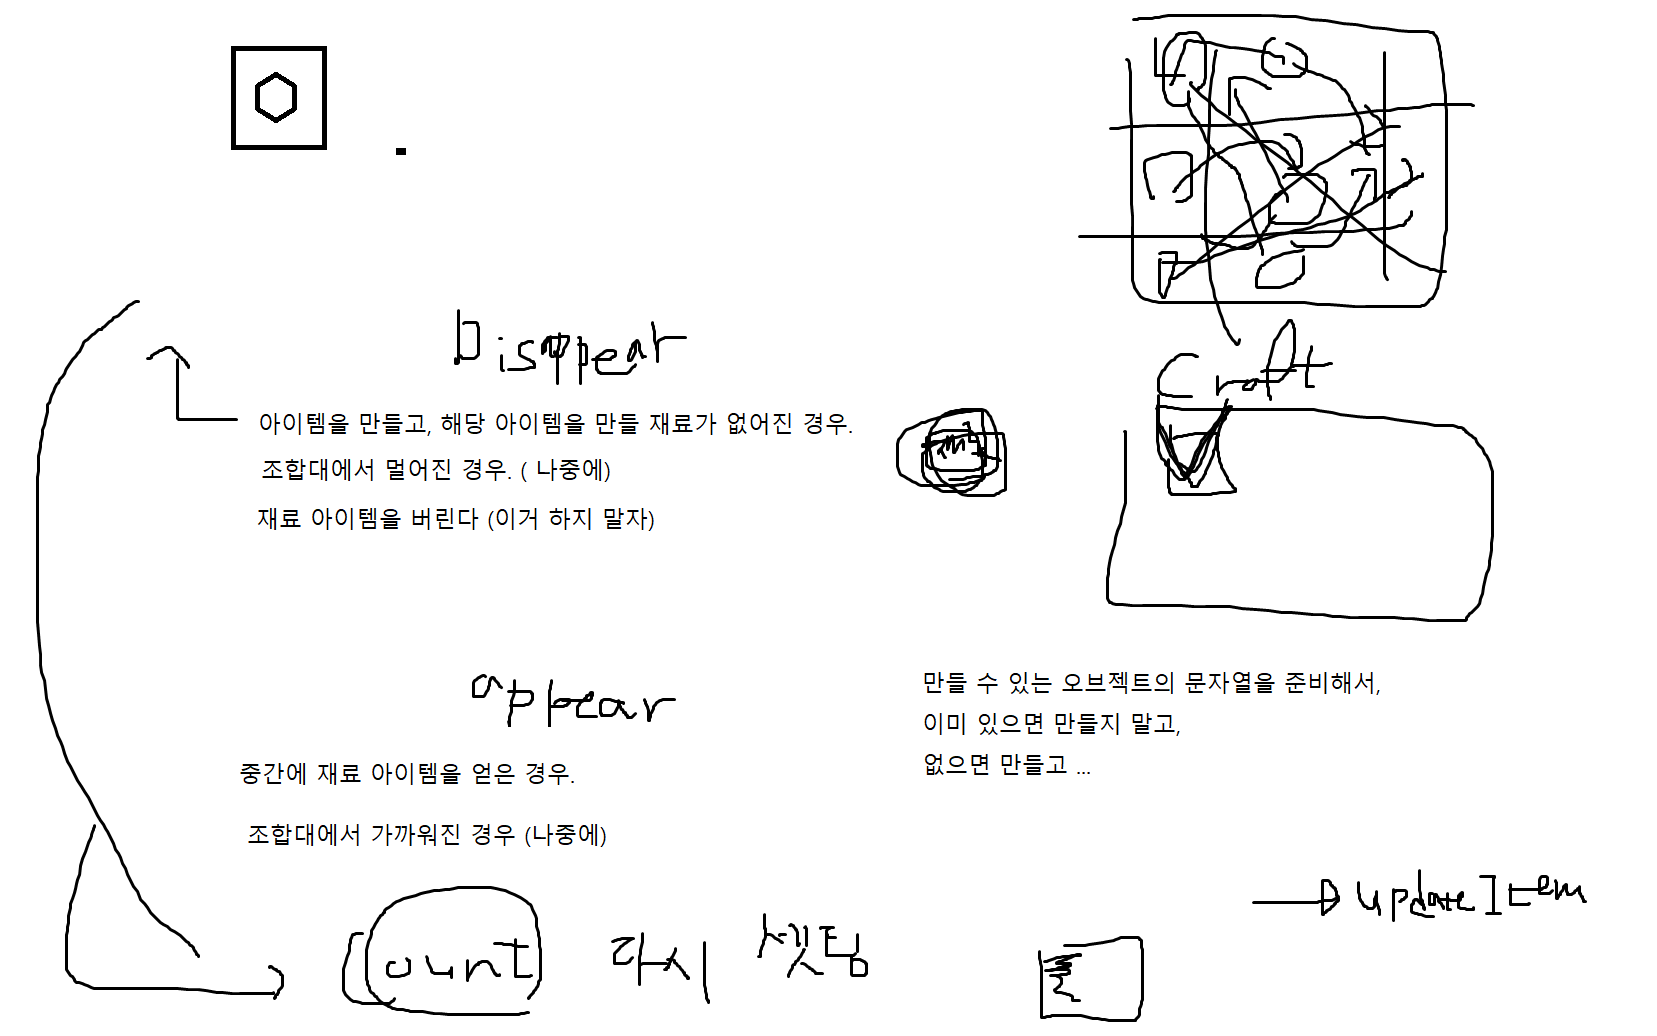 Disappear
아이템을 만들고, 해당 아이템을 만들 재료가 없어진 경우.
조합대에서 멀어진 경우. ( 나중에)
재료 아이템을 버린다 (이거 하지 말자)
Craft
appear
중간에 재료 아이템을 얻은 경우.
조합대에서 가까워진 경우 (나중에)
만들 수 있는 오브젝트의 문자열을 준비해서,
이미 있으면 만들지 말고,
없으면 만들고 ...
updateItem
Count 다시 셋팅